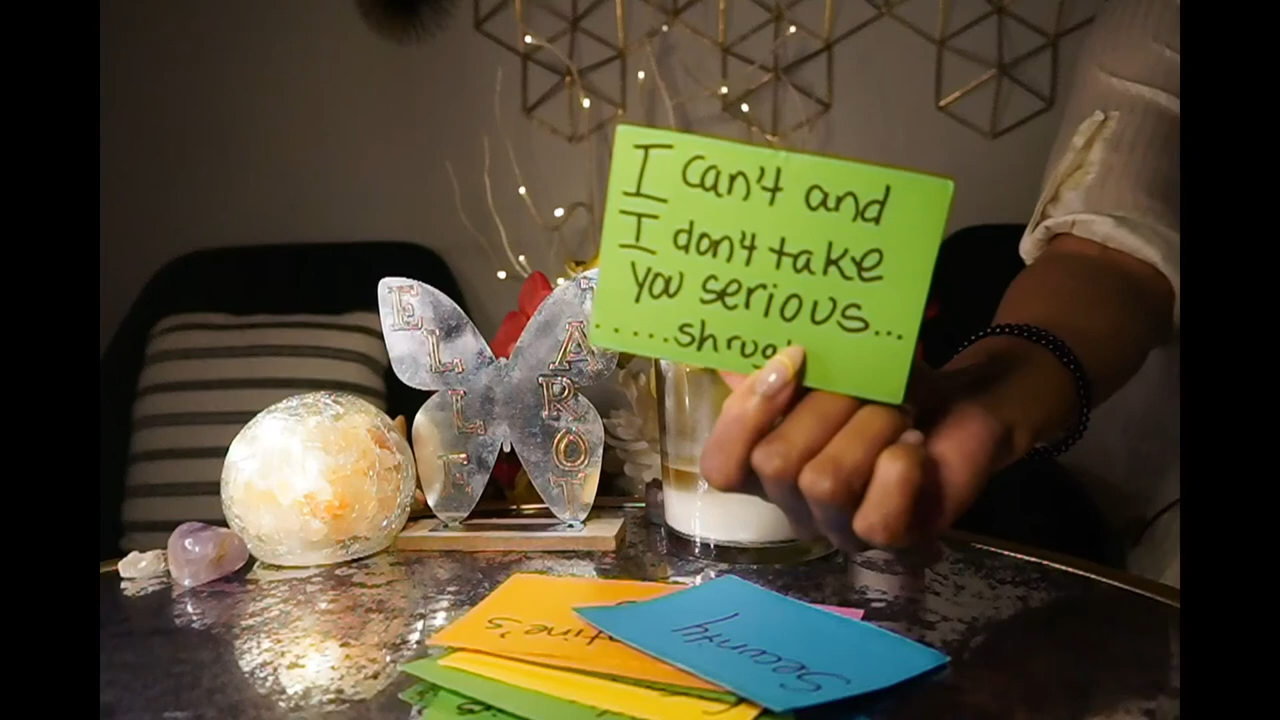 I can't and
I don't take
you serious...
.....shrug
ELLE
TAROT
Security